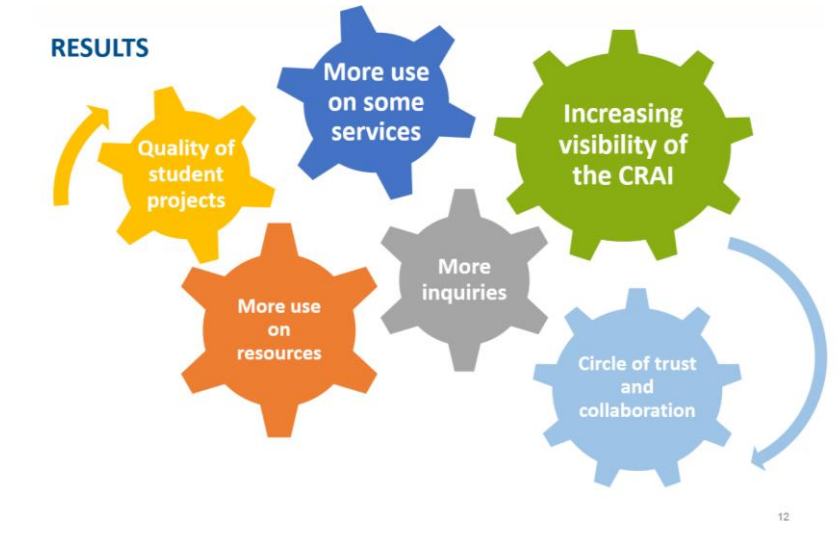 RESULTS
More use
on some
services
Increasing
visibility of
the CRAI
Quality of
student
projects
More
inquiries
More use
on
resources
Circle of trust
and
collaboration
12